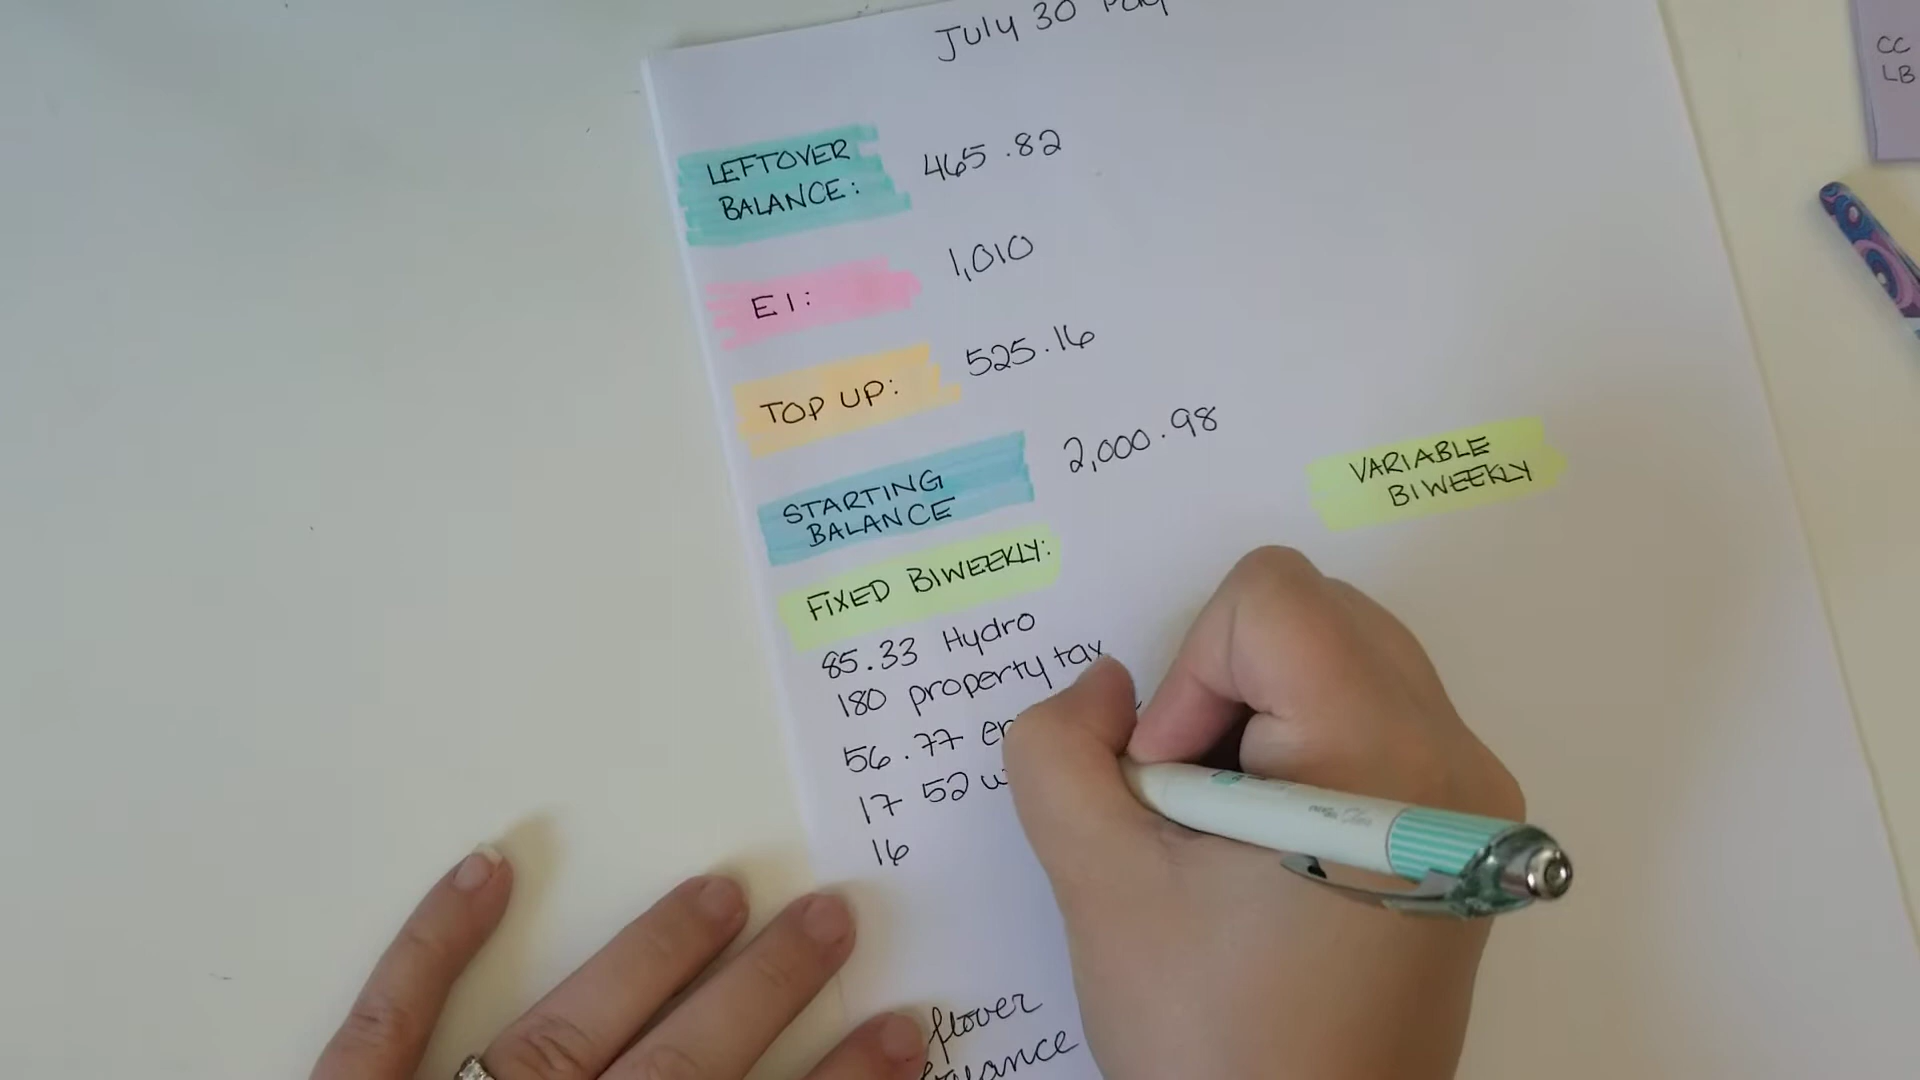 July 30
LEFTOVER
BALANCE:
465.82
EI:
1,010
TOP UP:
525.16
STARTING
BALANCE
2,000.98
FIXED BIWEEKLY:
85.33 Hydro
180 property tax
56.77
17 52
16
VARIABLE
BIWEEKLY
CC
LB